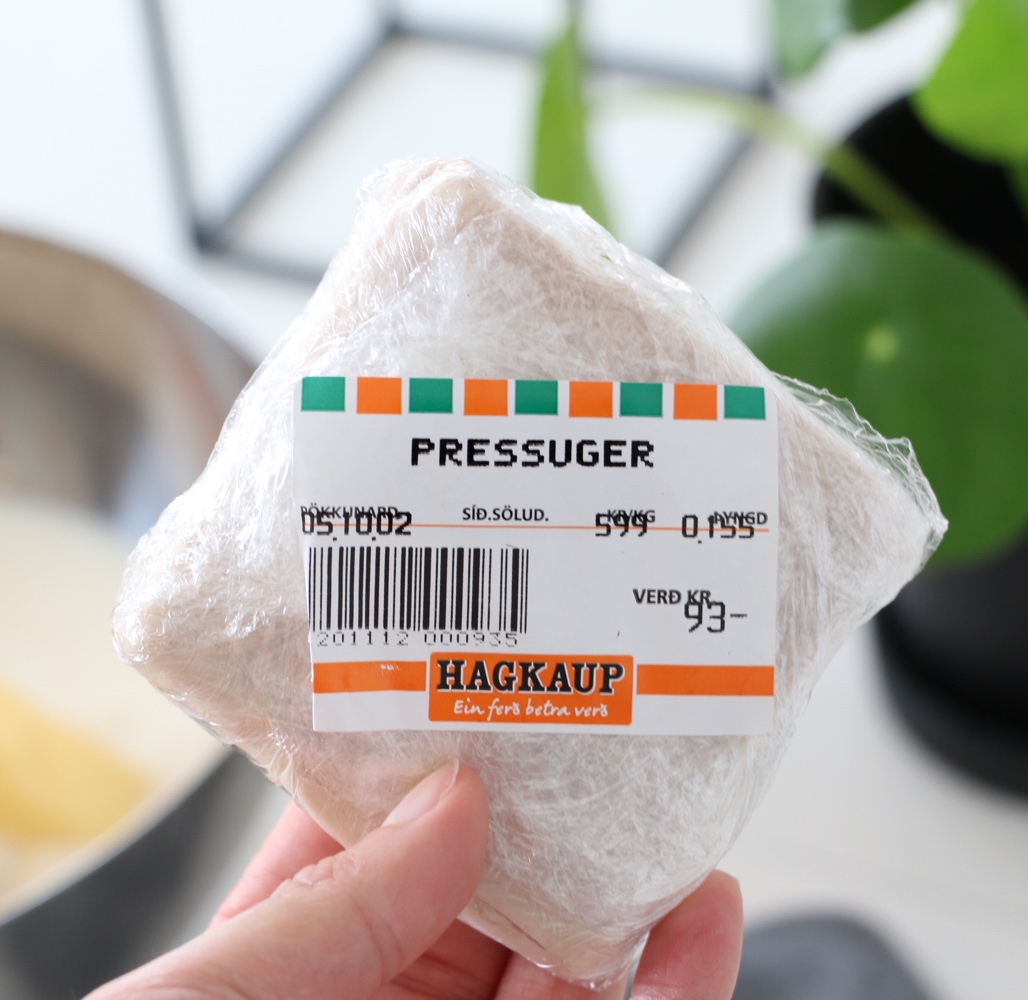 PRESSUGER
PÖKKUNARD. SÍÐ.SÖLUD. KR/KG ÞYNGD
05.10.02 599 0,155
VERÐ KR.
93-
201112 000935
HAGKAUP
Ein ferð betra verð